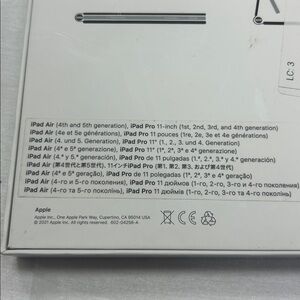 iPad Air (4th and 5th generation), iPad Pro 11-inch (1st, 2nd, 3rd, and 4th generation)
iPad Air (4e et 5e générations), iPad Pro 11 pouces (1re, 2e, 3e et 4e générations)
iPad Air (4. und 5. Generation), iPad Pro 11" (1., 2., 3. und 4. Generation)
iPad Air (4ª e 5ª generazione), iPad Pro 11" (1ª, 2ª, 3ª e 4ª generazione)
iPad Air (4.ª y 5.ª generación), iPad Pro de 11 pulgadas (1.ª, 2.ª, 3.ª y 4.ª generación)
iPad Air (第4世代と第5世代), 11インチiPad Pro (第1, 第2, 第3, および第4世代)
iPad Air (4ª e 5ª geração), iPad Pro de 11 polegadas (1ª, 2ª, 3ª e 4ª geração)
iPad Air (4-го и 5-го поколения), iPad Pro 11 дюймов (1-го, 2-го, 3-го и 4-го поколения)
iPad Air (4-го та 5-го поколінь), iPad Pro 11 дюймів (1-го, 2-го, 3-го та 4-го поколінь)
Apple
Apple Inc., One Apple Park Way, Cupertino, CA 95014 USA
© 2021 Apple Inc. All rights reserved. 602-04258-A
CE
LC: 3